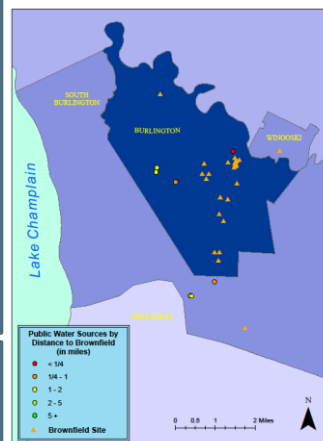 SOUTH
BURLINGTON
BURLINGTON
WINOOSKI
Lake Champlain
Public Water Sources by
Distance to Brownfield
(in miles)
< 1/4
1/4 - 1
1 - 2
2 - 5
5 +
Brownfield Site
0 0.5 1 2 Miles
N